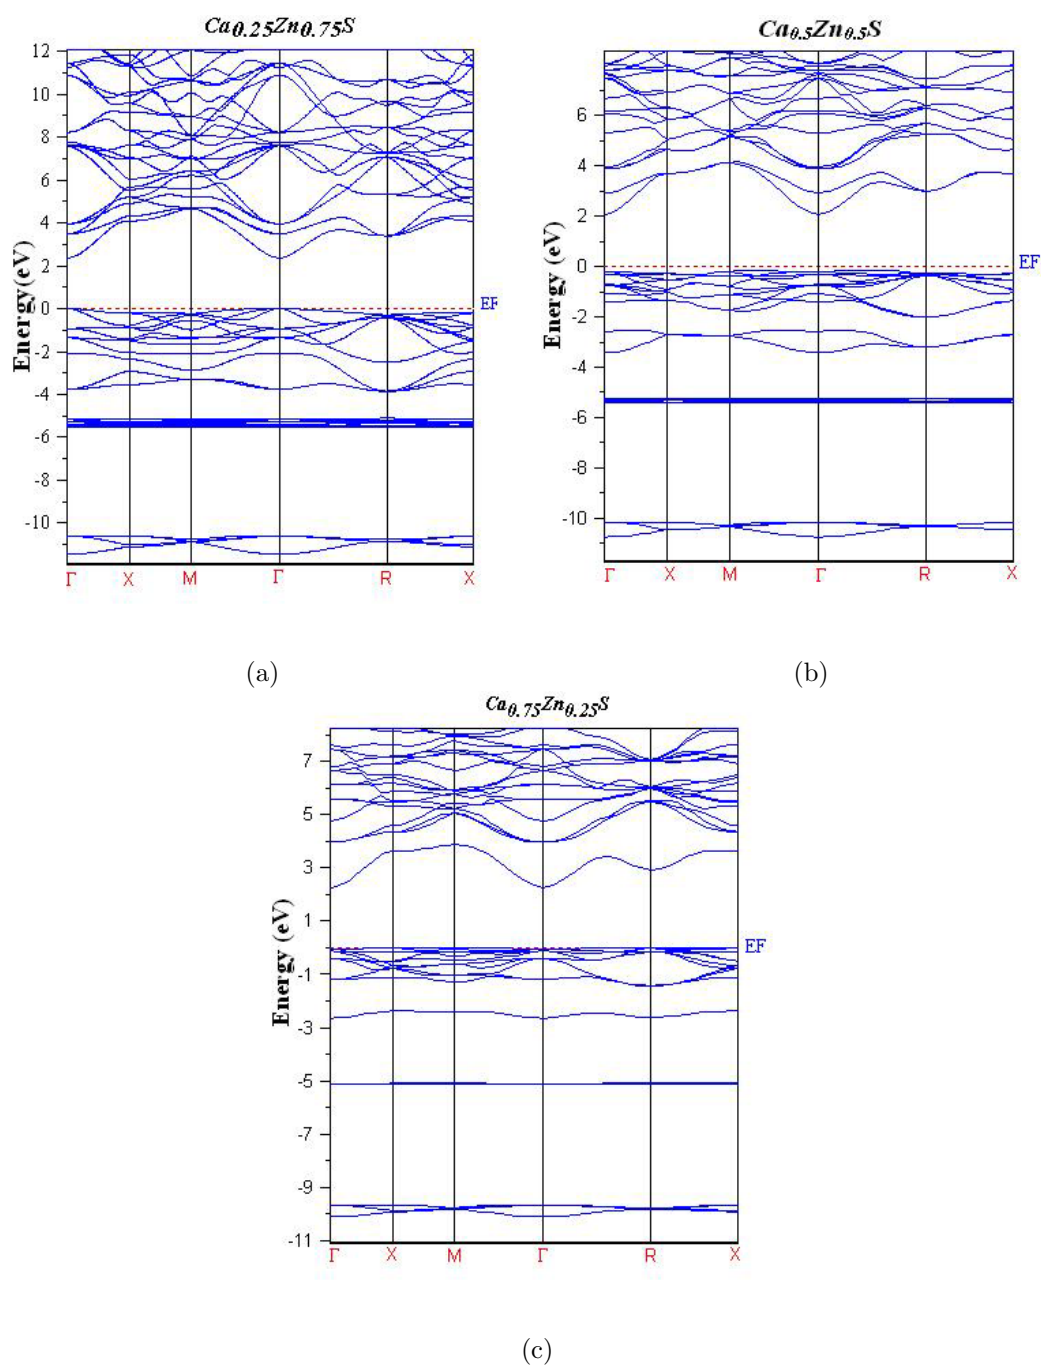 Ca0.25Zn0.75S
12
10
8
6
4
2
0
-2
-4
-6
-8
-10
Energy(eV)
EF
Γ X M Γ R X
(a)
Ca0.5Zn0.5S
6
4
2
0
-2
-4
-6
-8
-10
Energy (eV)
EF
Γ X M Γ R X
(b)
Ca0.75Zn0.25S
7
5
3
1
-1
-3
-5
-7
-9
-11
Energy (eV)
EF
Γ X M Γ R X
(c)